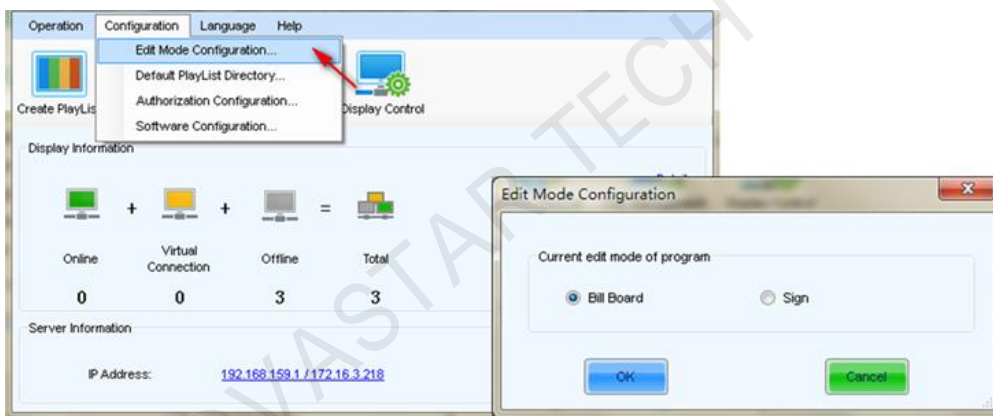 Operation Configuration Language Help
Edit Mode Configuration...
Default PlayList Directory...
Authorization Configuration...
Software Configuration...
Create PlayLis
Display Control
Display Information
+ + =
Online Virtual Connection Offline Total
0 0 3 3
Server Information
IP Address: 192.168.159.1 / 172.16.3.218
Edit Mode Configuration
Current edit mode of program
Bill Board Sign
OK Cancel